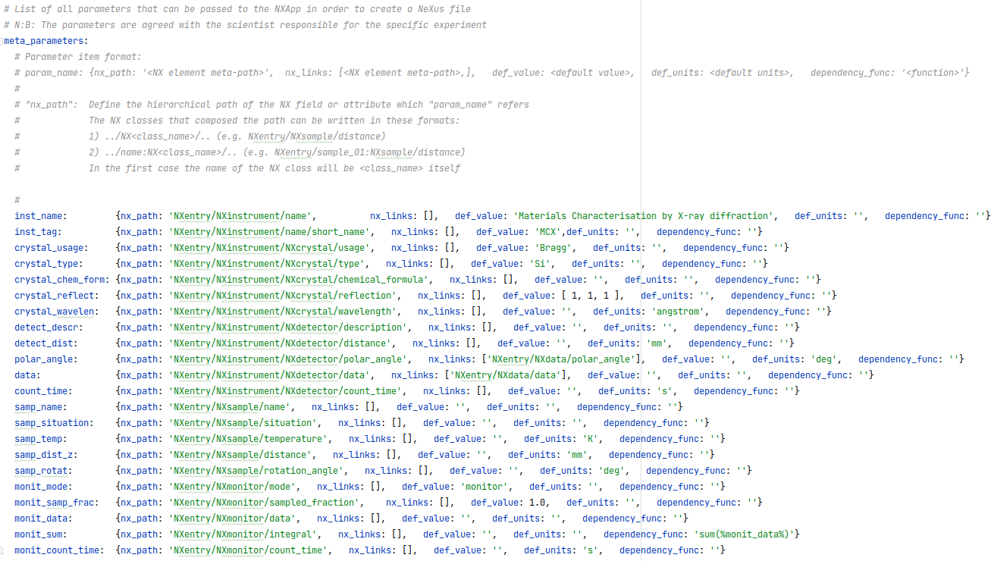 # List of all parameters that can be passed to the NXApp in order to create a NeXus file
# N:B: The parameters are agreed with the scientist responsible for the specific experiment
meta_parameters:
# Parameter item format:
# param_name: {nx_path: '<NX element meta-path>', nx_links: [<NX element meta-path>,], def_value: <default value>, def_units: <default units>, dependency_func: '<function>'}
#
# "nx_path": Define the hierarchical path of the NX field or attribute which "param_name" refers
# The NX classes that composed the path can be written in these formats:
# 1) ../NX<class_name>/.. (e.g. NXentry/NXsample/distance)
# 2) ../name:NX<class_name>/.. (e.g. NXentry/sample_01:NXsample/distance)
# In the first case the name of the NX class will be <class_name> itself
#
inst_name: {nx_path: 'NXentry/NXinstrument/name', nx_links: [], def_value: 'Materials Characterisation by X-ray diffraction', def_units: '', dependency_func: ''}
inst_tag: {nx_path: 'NXentry/NXinstrument/name/short_name', nx_links: [], def_value: 'MCX',def_units: '', dependency_func: ''}
crystal_usage: {nx_path: 'NXentry/NXinstrument/NXcrystal/usage', nx_links: [], def_value: 'Bragg', def_units: '', dependency_func: ''}
crystal_type: {nx_path: 'NXentry/NXinstrument/NXcrystal/type', nx_links: [], def_value: 'Si', def_units: '', dependency_func: ''}
crystal_chem_form: {nx_path: 'NXentry/NXinstrument/NXcrystal/chemical_formula', nx_links: [], def_value: '', def_units: '', dependency_func: ''}
crystal_reflect: {nx_path: 'NXentry/NXinstrument/NXcrystal/reflection', nx_links: [], def_value: [ 1, 1, 1 ], def_units: '', dependency_func: ''}
crystal_wavelen: {nx_path: 'NXentry/NXinstrument/NXcrystal/wavelength', nx_links: [], def_value: '', def_units: 'angstrom', dependency_func: ''}
detect_descr: {nx_path: 'NXentry/NXinstrument/NXdetector/description', nx_links: [], def_value: '', def_units: '', dependency_func: ''}
detect_dist: {nx_path: 'NXentry/NXinstrument/NXdetector/distance', nx_links: [], def_value: '', def_units: 'mm', dependency_func: ''}
polar_angle: {nx_path: 'NXentry/NXinstrument/NXdetector/polar_angle', nx_links: ['NXentry/NXdata/polar_angle'], def_value: '', def_units: 'deg', dependency_func: ''}
data: {nx_path: 'NXentry/NXinstrument/NXdetector/data', nx_links: ['NXentry/NXdata/data'], def_value: '', def_units: '', dependency_func: ''}
count_time: {nx_path: 'NXentry/NXinstrument/NXdetector/count_time', nx_links: [], def_value: '', def_units: 's', dependency_func: ''}
samp_name: {nx_path: 'NXentry/NXsample/name', nx_links: [], def_value: '', def_units: '', dependency_func: ''}
samp_situation: {nx_path: 'NXentry/NXsample/situation', nx_links: [], def_value: '', def_units: '', dependency_func: ''}
samp_temp: {nx_path: 'NXentry/NXsample/temperature', nx_links: [], def_value: '', def_units: 'K', dependency_func: ''}
samp_dist_z: {nx_path: 'NXentry/NXsample/distance', nx_links: [], def_value: '', def_units: 'mm', dependency_func: ''}
samp_rotat: {nx_path: 'NXentry/NXsample/rotation_angle', nx_links: [], def_value: '', def_units: 'deg', dependency_func: ''}
monit_mode: {nx_path: 'NXentry/NXmonitor/mode', nx_links: [], def_value: 'monitor', def_units: '', dependency_func: ''}
monit_samp_frac: {nx_path: 'NXentry/NXmonitor/sampled_fraction', nx_links: [], def_value: 1.0, def_units: '', dependency_func: ''}
monit_data: {nx_path: 'NXentry/NXmonitor/data', nx_links: [], def_value: '', def_units: '', dependency_func: ''}
monit_sum: {nx_path: 'NXentry/NXmonitor/integral', nx_links: [], def_value: '', def_units: '', dependency_func: 'sum(%monit_data%)'}
monit_count_time: {nx_path: 'NXentry/NXmonitor/count_time', nx_links: [], def_value: '', def_units: 's', dependency_func: ''}